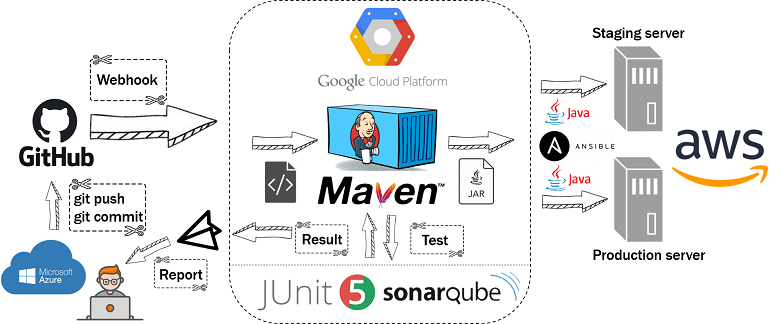 Webhook
GitHub
git push
git commit
Microsoft
Azure
Report
Google Cloud Platform
</>
Maven™
JAR
Result
Test
JUnit 5 sonarqube
Staging server
Java
A ANSIBLE
Java
aws
Production server